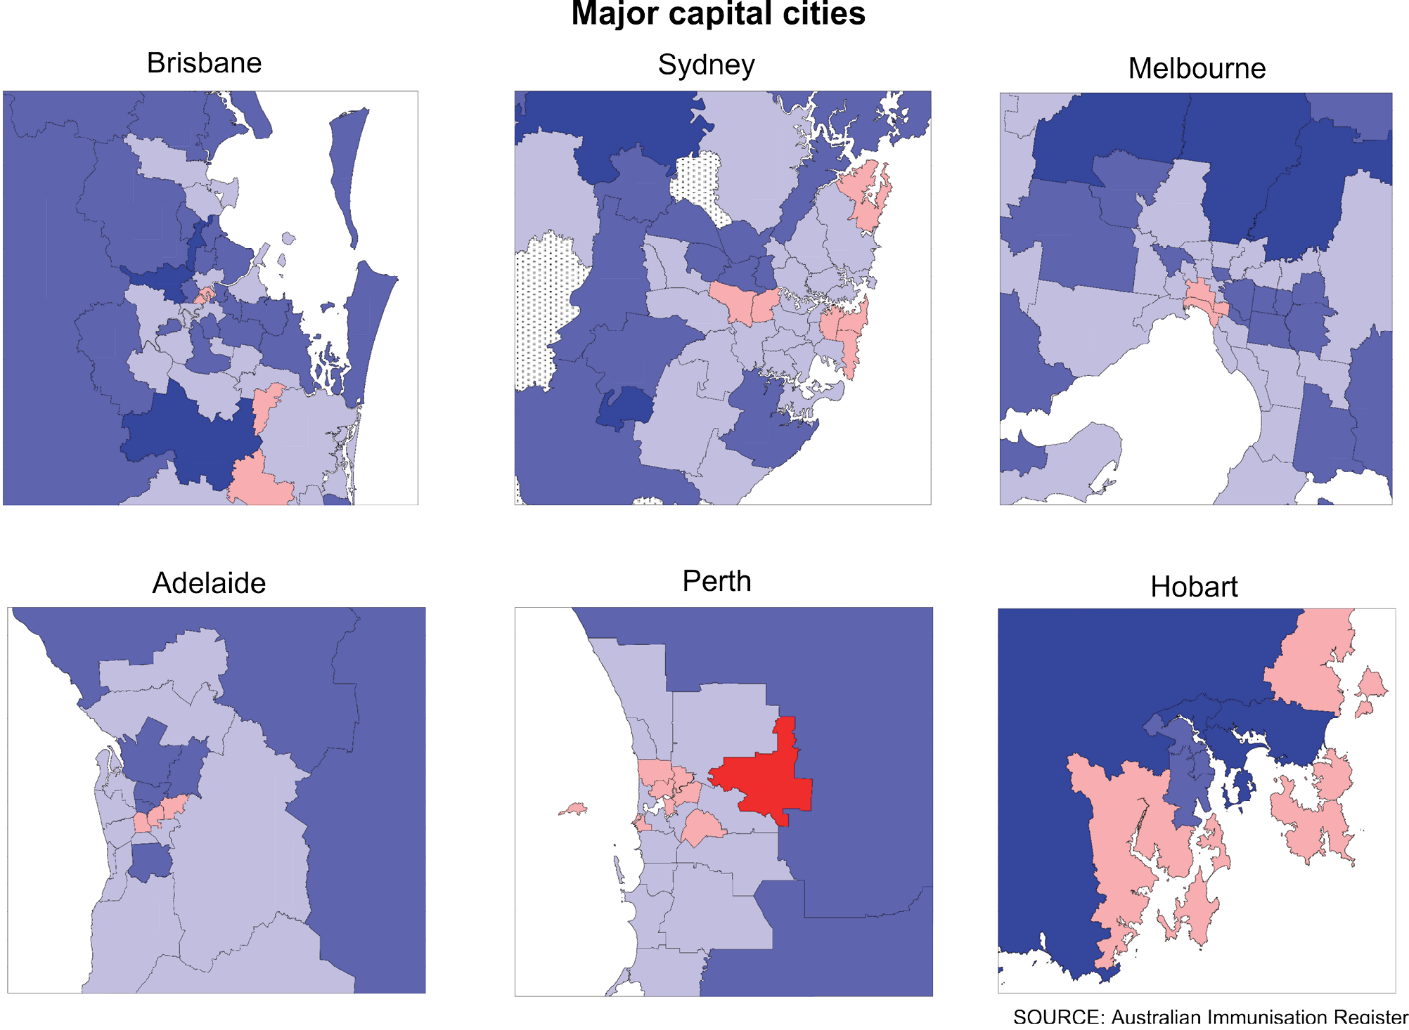 Major capital cities
Brisbane
Sydney
Melbourne
Adelaide
Perth
Hobart
SOURCE: Australian Immunisation Register